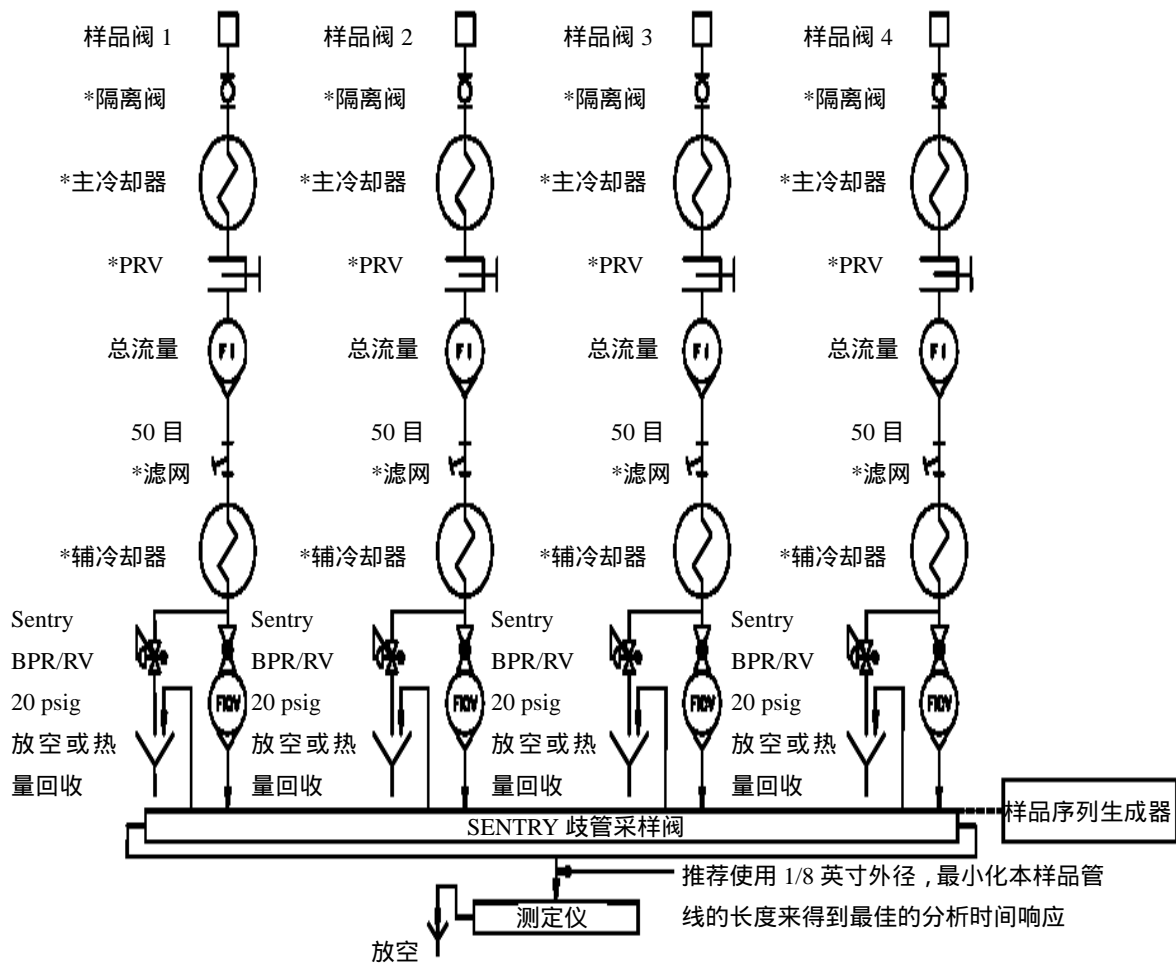 样品阀 1
样品阀 2
样品阀 3
样品阀 4
*隔离阀
*隔离阀
*隔离阀
*隔离阀
*主冷却器
*主冷却器
*主冷却器
*主冷却器
*PRV
*PRV
*PRV
*PRV
总流量
FI
总流量
FI
总流量
FI
总流量
FI
50 目
*滤网
50 目
*滤网
50 目
*滤网
50 目
*滤网
*辅冷却器
*辅冷却器
*辅冷却器
*辅冷却器
Sentry
BPR/RV
20 psig
放空或热
量回收
Sentry
BPR/RV
20 psig
放空或热
量回收
Sentry
BPR/RV
20 psig
放空或热
量回收
Sentry
BPR/RV
20 psig
放空或热
量回收
SENTRY 歧管采样阀
样品序列生成器
推荐使用 1/8 英寸外径，最小化本样品管
线的长度来得到最佳的分析时间响应
测定仪
放空